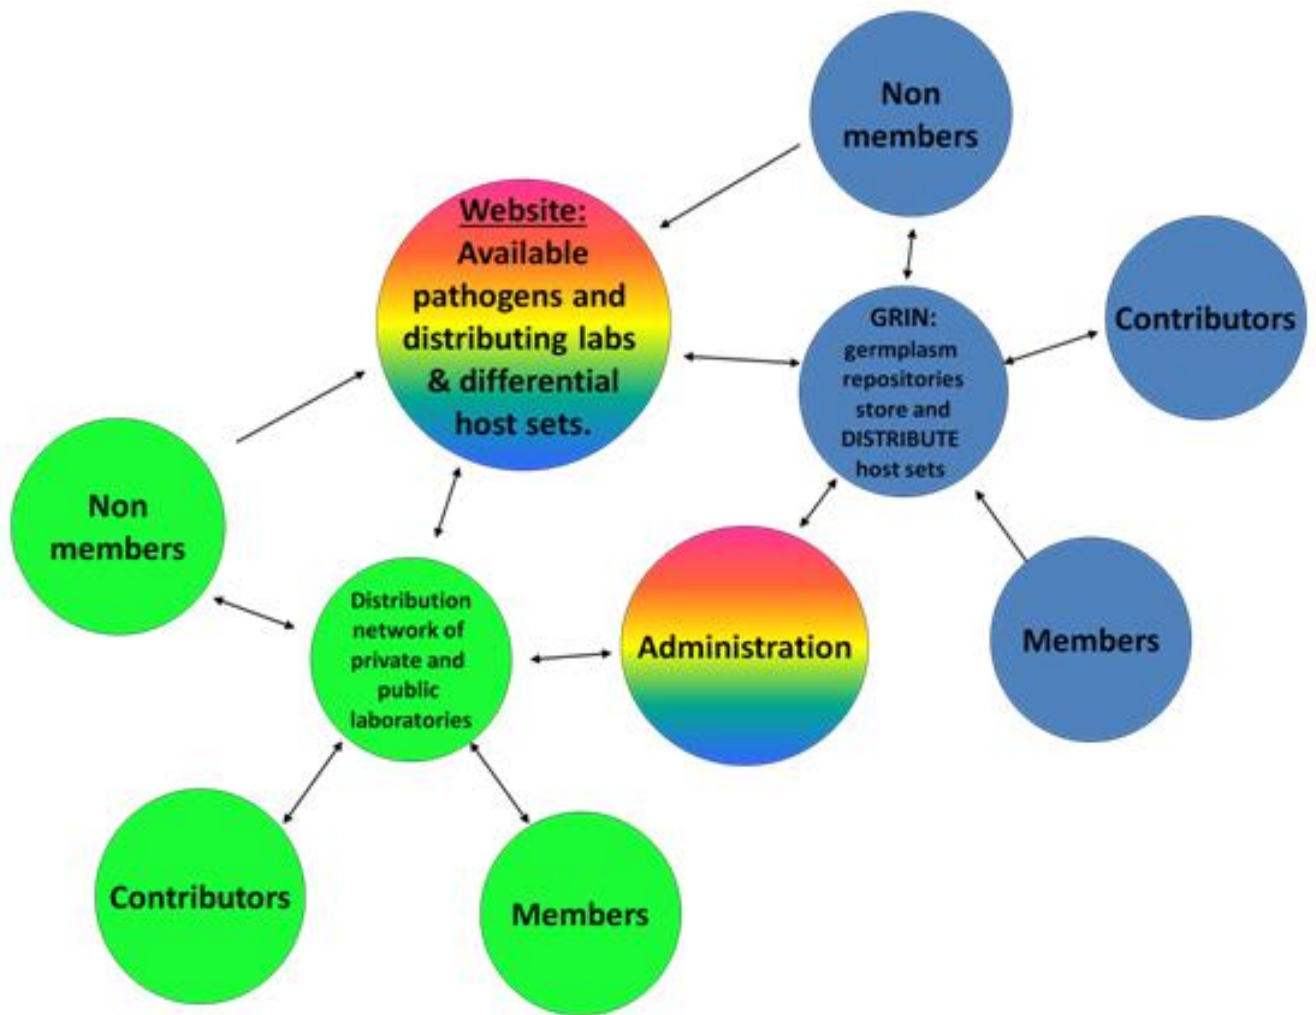 Non
members
Website:
Available
pathogens and
distributing labs
& differential
host sets.
GRIN:
germplasm
repositories
store and
DISTRIBUTE
host sets
Contributors
Non
members
Distribution
network of
private and
public
laboratories
Administration
Members
Contributors
Members